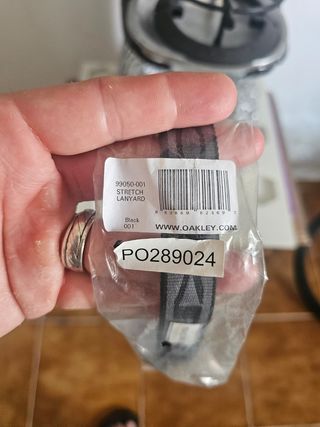 99050-001
STRETCH
LANYARD
Black
001
WWW.OAKLEY.COM
PO289024